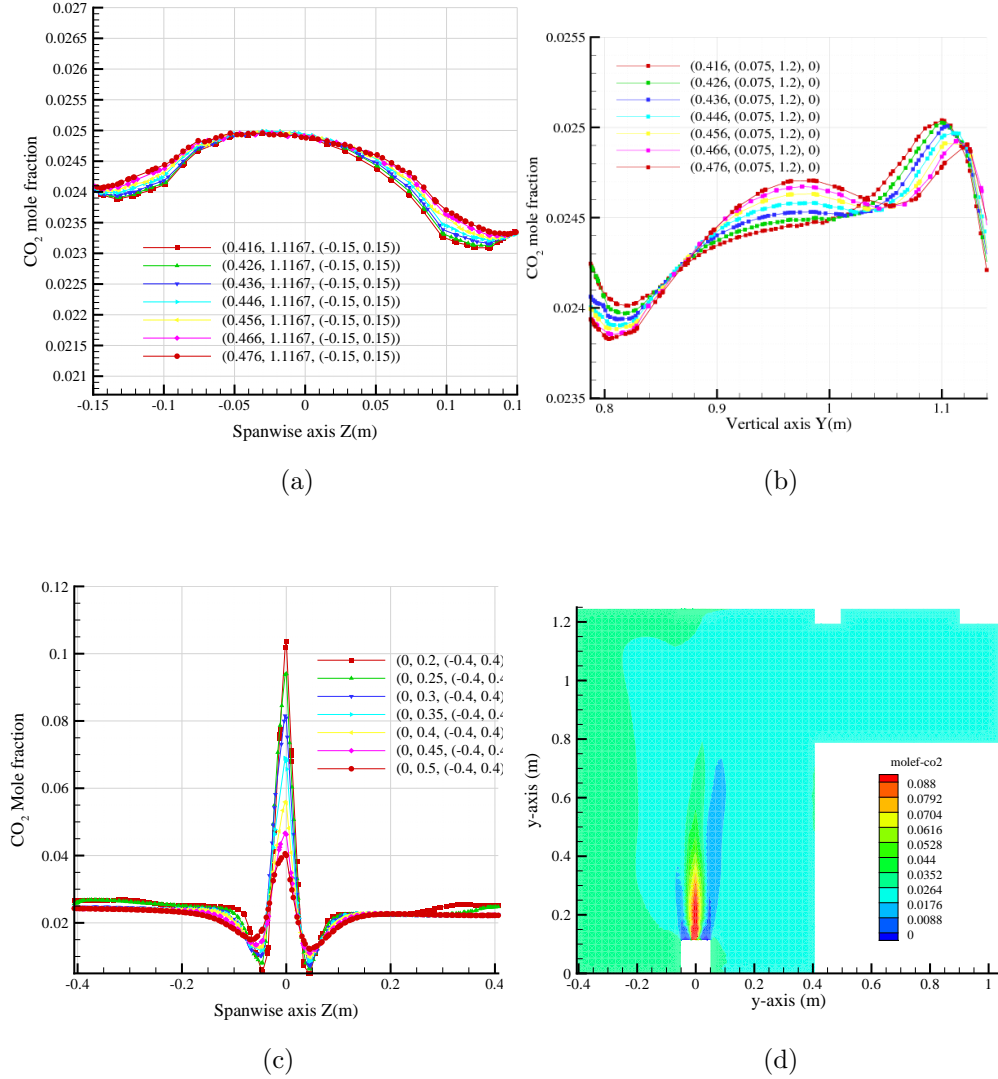 0.027
0.026
0.025
0.024
0.023
0.022
0.021
CO2 mole fraction
(0.416, 1.1167, (-0.15, 0.15))
(0.426, 1.1167, (-0.15, 0.15))
(0.436, 1.1167, (-0.15, 0.15))
(0.446, 1.1167, (-0.15, 0.15))
(0.456, 1.1167, (-0.15, 0.15))
(0.466, 1.1167, (-0.15, 0.15))
(0.476, 1.1167, (-0.15, 0.15))
-0.15 -0.1 -0.05 0 0.05 0.1 0.1
Spanwise axis Z(m)
(a)
0.0255
0.025
0.0245
0.024
0.0235
CO2 mole fraction
(0.416, (0.075, 1.2), 0)
(0.426, (0.075, 1.2), 0)
(0.436, (0.075, 1.2), 0)
(0.446, (0.075, 1.2), 0)
(0.456, (0.075, 1.2), 0)
(0.466, (0.075, 1.2), 0)
(0.476, (0.075, 1.2), 0)
0.8 0.9 1 1.1
Vertical axis Y(m)
(b)
0.12
0.1
0.08
0.06
0.04
0.02
CO2 Mole fraction
(0, 0.2, (-0.4, 0.4)
(0, 0.25, (-0.4, 0.4
(0, 0.3, (-0.4, 0.4)
(0, 0.35, (-0.4, 0.4
(0, 0.4, (-0.4, 0.4)
(0, 0.45, (-0.4, 0.4
(0, 0.5, (-0.4, 0.4)
-0.4 -0.2 0 0.2 0.4
Spanwise axis Z(m)
(c)
1.2
1
0.8
0.6
0.4
0.2
0
y-axis (m)
molef-co2
0.088
0.0792
0.0704
0.0616
0.0528
0.044
0.0352
0.0264
0.0176
0.0088
0
-0.4 -0.2 0 0.2 0.4 0.6 0.8 1
y-axis (m)
(d)